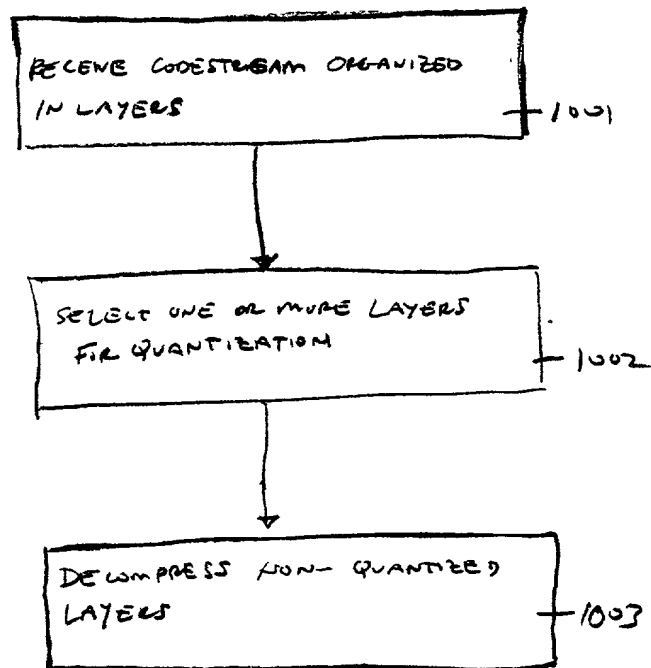 RECEIVE CODESTREAM ORGANIZED
IN LAYERS
1001
SELECT ONE OR MORE LAYERS
FOR QUANTIZATION
1002
DECOMPRESS NON- QUANTIZED
LAYERS
1003